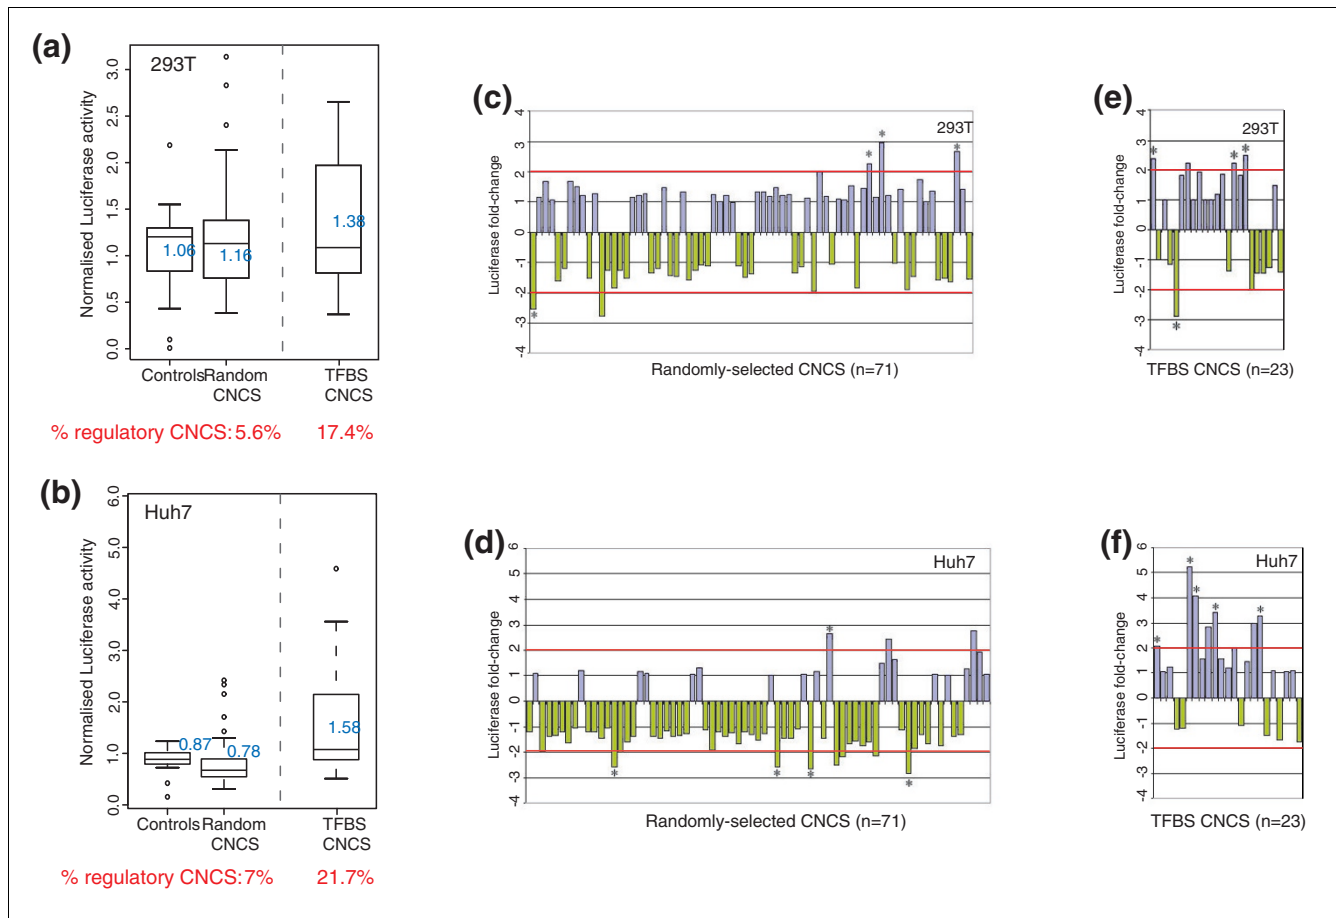 (a)
293T
Normalised Luciferase activity
3.0
2.5
2.0
1.5
1.0
0.5
0.0
1.06
1.16
1.38
Controls Random CNCS
TFBS CNCS
% regulatory CNCS: 5.6%
17.4%
(b)
Huh7
Normalised Luciferase activity
6.0
5.0
4.0
3.0
2.0
1.0
0.0
0.87
0.78
1.58
Controls Random CNCS
TFBS CNCS
% regulatory CNCS: 7%
21.7%
(c)
293T
Luciferase fold-change
4
3
2
1
0
-1
-2
-3
-4
* * * *
Randomly-selected CNCS (n=71)
(d)
Huh7
Luciferase fold-change
6
5
4
3
2
1
0
-1
-2
-3
-4
* * * * *
Randomly-selected CNCS (n=71)
(e)
293T
Luciferase fold-change
4
3
2
1
0
-1
-2
-3
-4
* * * *
TFBS CNCS (n=23)
(f)
Huh7
Luciferase fold-change
6
5
4
3
2
1
0
-1
-2
-3
-4
* * * * *
TFBS CNCS (n=23)